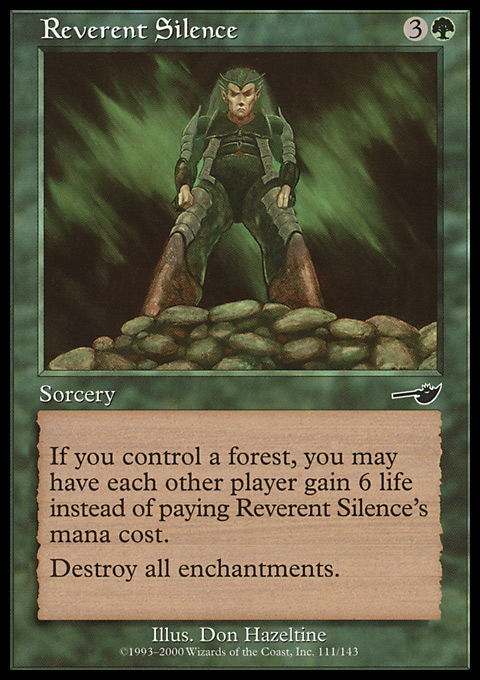 Reverent Silence 3
Sorcery
If you control a forest, you may
have each other player gain 6 life
instead of paying Reverent Silence's
mana cost.
Destroy all enchantments.
Illus. Don Hazeltine
©1993–2000 Wizards of the Coast, Inc. 111/143